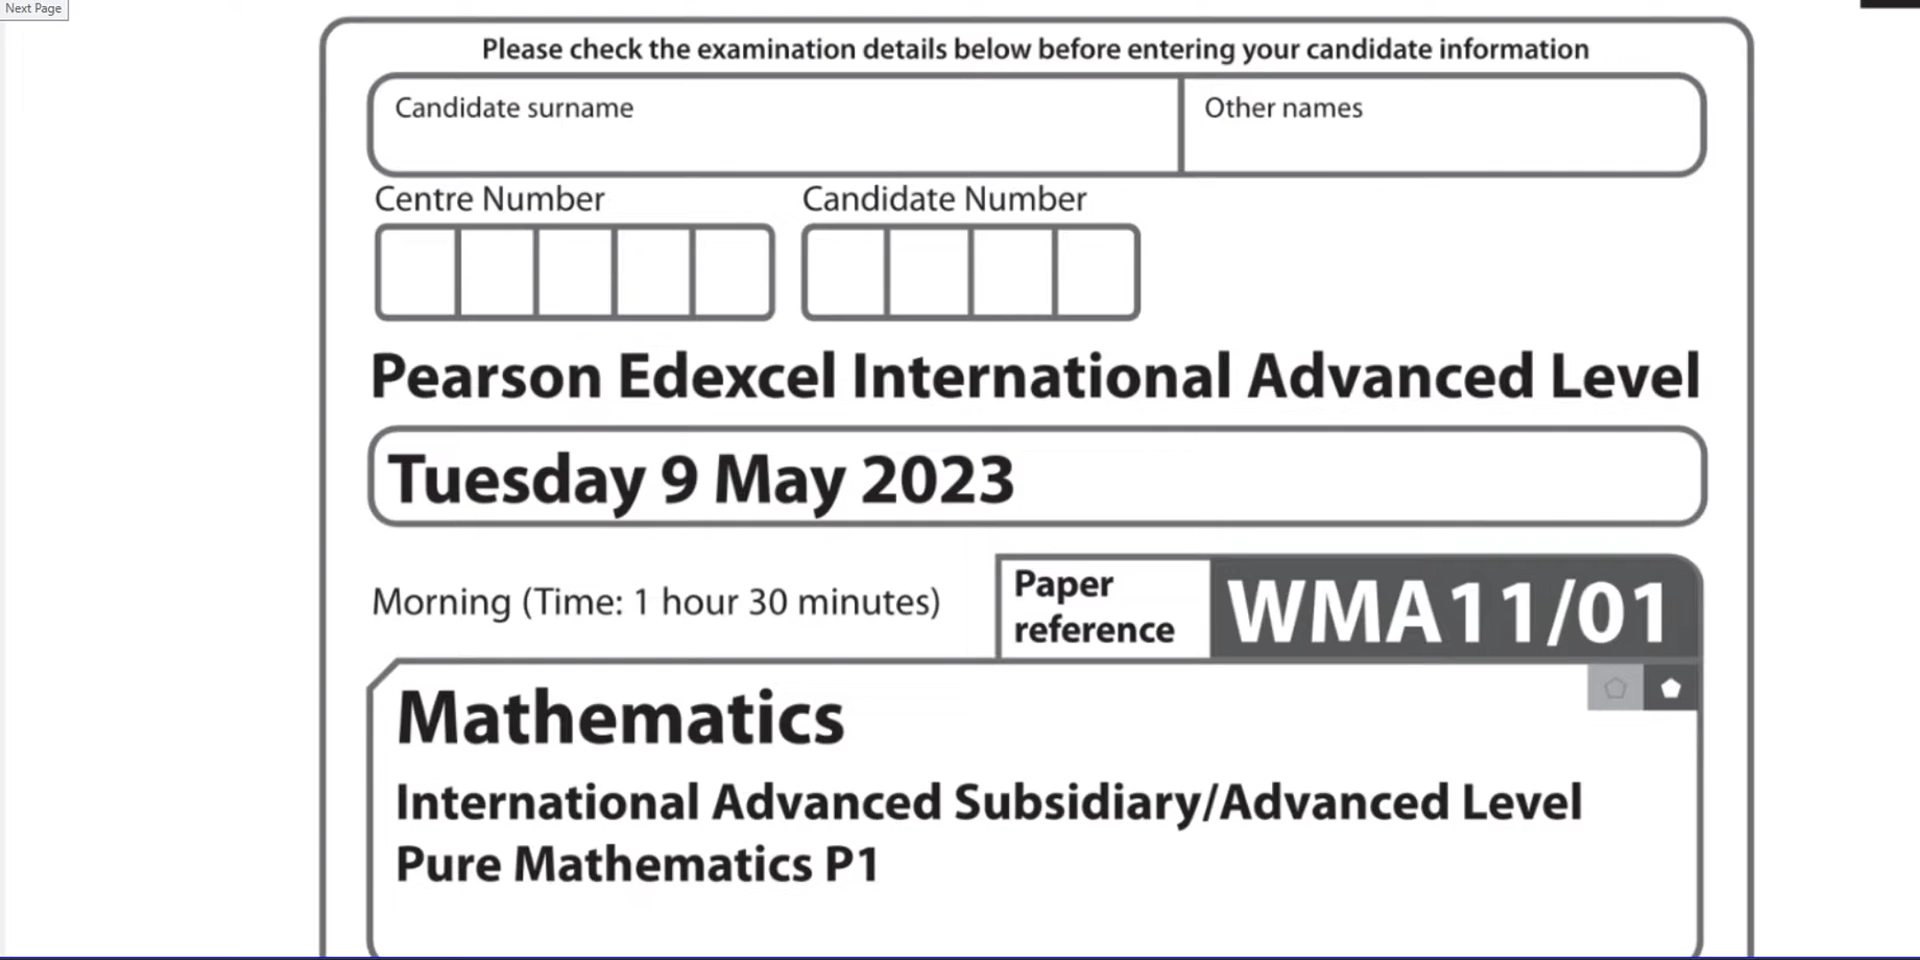 Next Page
Please check the examination details below before entering your candidate information
Candidate surname
Other names
Centre Number
Candidate Number
Pearson Edexcel International Advanced Level
Tuesday 9 May 2023
Morning (Time: 1 hour 30 minutes)
Paper
reference
WMA11/01
Mathematics
International Advanced Subsidiary/Advanced Level
Pure Mathematics P1